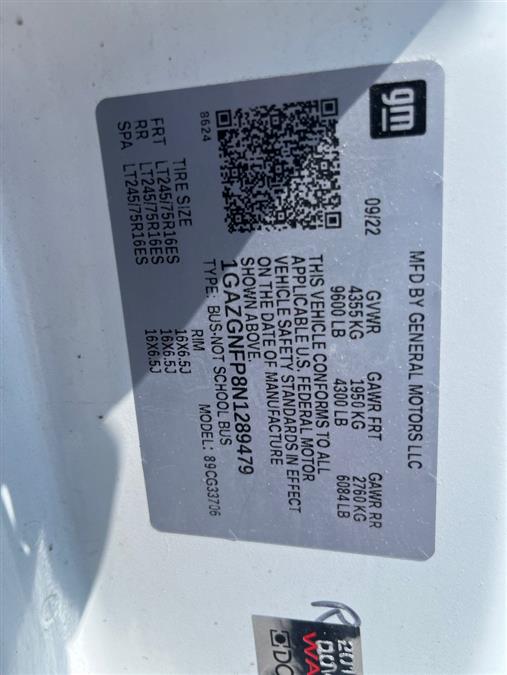 gm
MFD BY GENERAL MOTORS LLC
09/22
GVWR GAWR FRT GAWR RR
4355 KG 1950 KG 2760 KG
9600 LB 4300 LB 6084 LB
THIS VEHICLE CONFORMS TO ALL
APPLICABLE U.S. FEDERAL MOTOR
VEHICLE SAFETY STANDARDS IN EFFECT
ON THE DATE OF MANUFACTURE
SHOWN ABOVE.
1GAZGNFP8N1289479
TYPE: BUS-NOT SCHOOL BUS
MODEL: 89CG33706
8624
TIRE SIZE RIM
FRT LT245/75R16ES 16X6.5J
RR LT245/75R16ES 16X6.5J
SPA LT245/75R16ES 16X6.5J
R